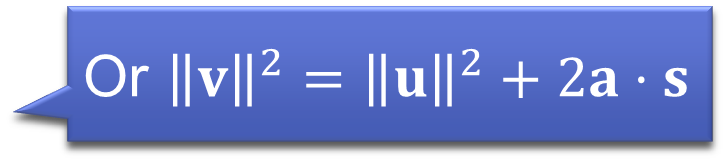 Or ‖𝐯‖² = ‖𝐮‖² + 2𝐚 · 𝐬